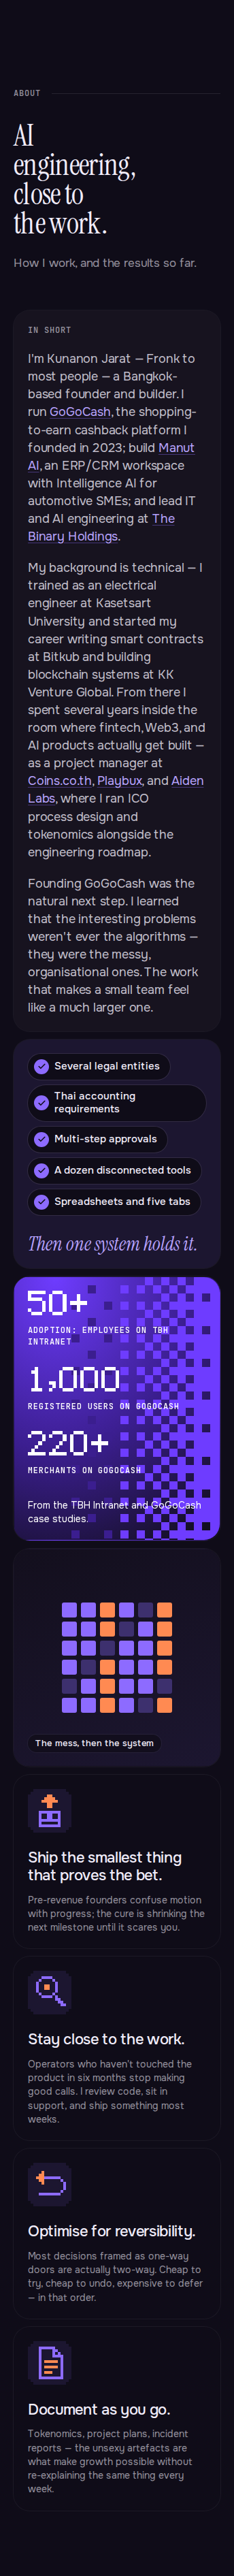 ABOUT
AI
engineering,
close to
the work.
How I work, and the results so far.
IN SHORT
I'm Kunanon Jarat — Fronk to
most people — a Bangkok-
based founder and builder. I
run GoGoCash, the shopping-
to-earn cashback platform I
founded in 2023; build Manut
AI, an ERP/CRM workspace
with Intelligence AI for
automotive SMEs; and lead IT
and AI engineering at The
Binary Holdings.
My background is technical — I
trained as an electrical
engineer at Kasetsart
University and started my
career writing smart contracts
at Bitkub and building
blockchain systems at KK
Venture Global. From there I
spent several years inside the
room where fintech, Web3, and
AI products actually get built —
as a project manager at
Coins.co.th, Playbux, and Aiden
Labs, where I ran ICO
process design and
tokenomics alongside the
engineering roadmap.
Founding GoGoCash was the
natural next step. I learned
that the interesting problems
weren't ever the algorithms —
they were the messy,
organisational ones. The work
that makes a small team feel
like a much larger one.
Several legal entities
Thai accounting
requirements
Multi-step approvals
A dozen disconnected tools
Spreadsheets and five tabs
Then one system holds it.
50+
ADOPTION: EMPLOYEES ON TBH
INTRANET
1,000
REGISTERED USERS ON GOGOCASH
220+
MERCHANTS ON GOGOCASH
From the TBH Intranet and GoGoCash
case studies.
The mess, then the system
Ship the smallest thing
that proves the bet.
Pre-revenue founders confuse motion
with progress; the cure is shrinking the
next milestone until it scares you.
Stay close to the work.
Operators who haven't touched the
product in six months stop making
good calls. I review code, sit in
support, and ship something most
weeks.
Optimise for reversibility.
Most decisions framed as one-way
doors are actually two-way. Cheap to
try, cheap to undo, expensive to defer
— in that order.
Document as you go.
Tokenomics, project plans, incident
reports — the unsexy artefacts are
what make growth possible without
re-explaining the same thing every
week.